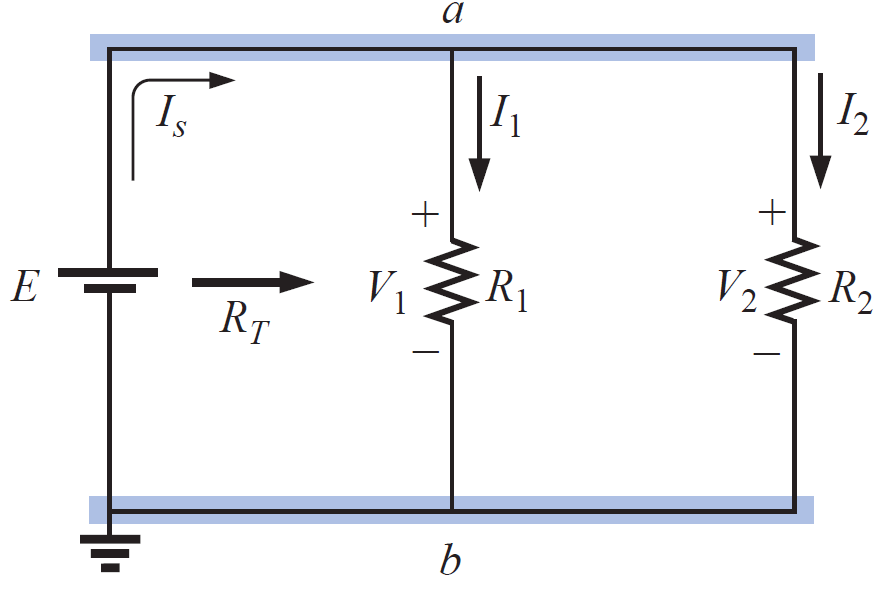 a
I_s
I_1
I_2
+
+
E
R_T
V_1
R_1
V_2
R_2
−
−
b